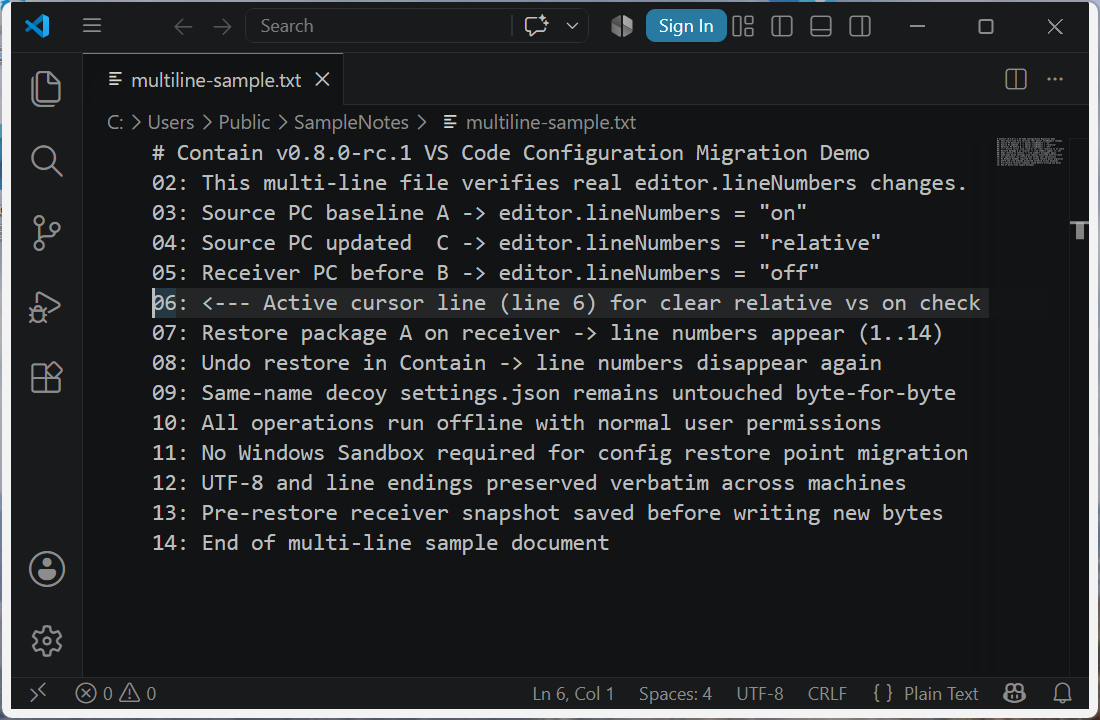 Search
Sign In
multiline-sample.txt
C: > Users > Public > SampleNotes > multiline-sample.txt
# Contain v0.8.0-rc.1 VS Code Configuration Migration Demo
02: This multi-line file verifies real editor.lineNumbers changes.
03: Source PC baseline A -> editor.lineNumbers = "on"
04: Source PC updated  C -> editor.lineNumbers = "relative"
05: Receiver PC before B -> editor.lineNumbers = "off"
06: <--- Active cursor line (line 6) for clear relative vs on check
07: Restore package A on receiver -> line numbers appear (1..14)
08: Undo restore in Contain -> line numbers disappear again
09: Same-name decoy settings.json remains untouched byte-for-byte
10: All operations run offline with normal user permissions
11: No Windows Sandbox required for config restore point migration
12: UTF-8 and line endings preserved verbatim across machines
13: Pre-restore receiver snapshot saved before writing new bytes
14: End of multi-line sample document
0 0 Ln 6, Col 1 Spaces: 4 UTF-8 CRLF { } Plain Text